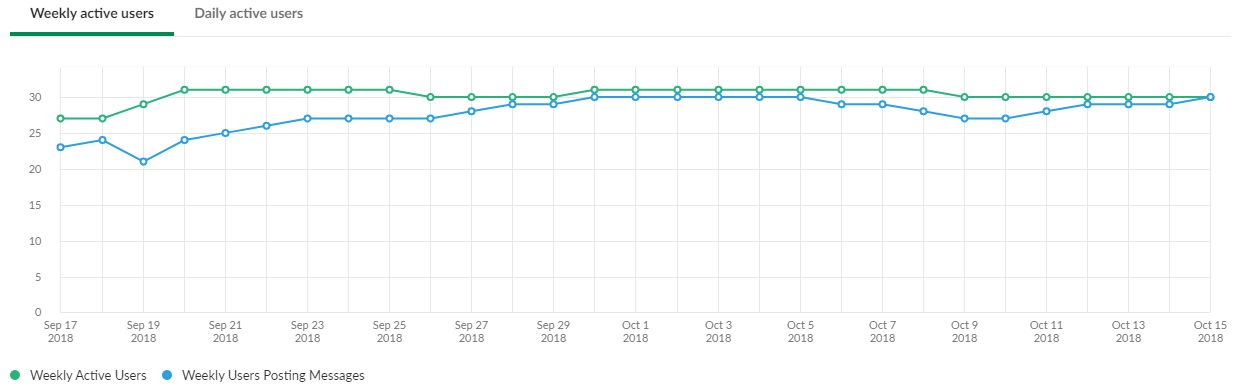 Weekly active users Daily active users
30
25
20
15
10
5
0
Sep 17 Sep 19 Sep 21 Sep 23 Sep 25 Sep 27 Sep 29 Oct 1 Oct 3 Oct 5 Oct 7 Oct 9 Oct 11 Oct 13 Oct 15
2018 2018 2018 2018 2018 2018 2018 2018 2018 2018 2018 2018 2018 2018 2018
Weekly Active Users Weekly Users Posting Messages